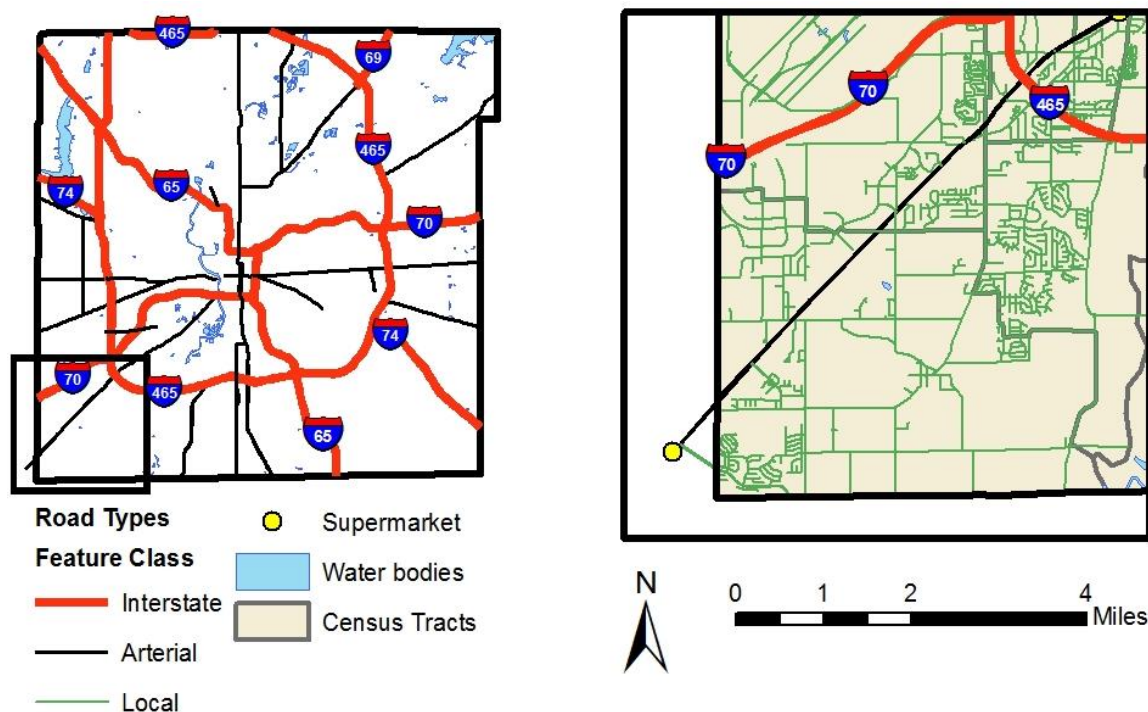 465
69
465
74
65
70
74
70
465
65
70
465
70
Road Types
Feature Class
Interstate
Arterial
Local
Supermarket
Water bodies
Census Tracts
N
0 1 2 4
Miles